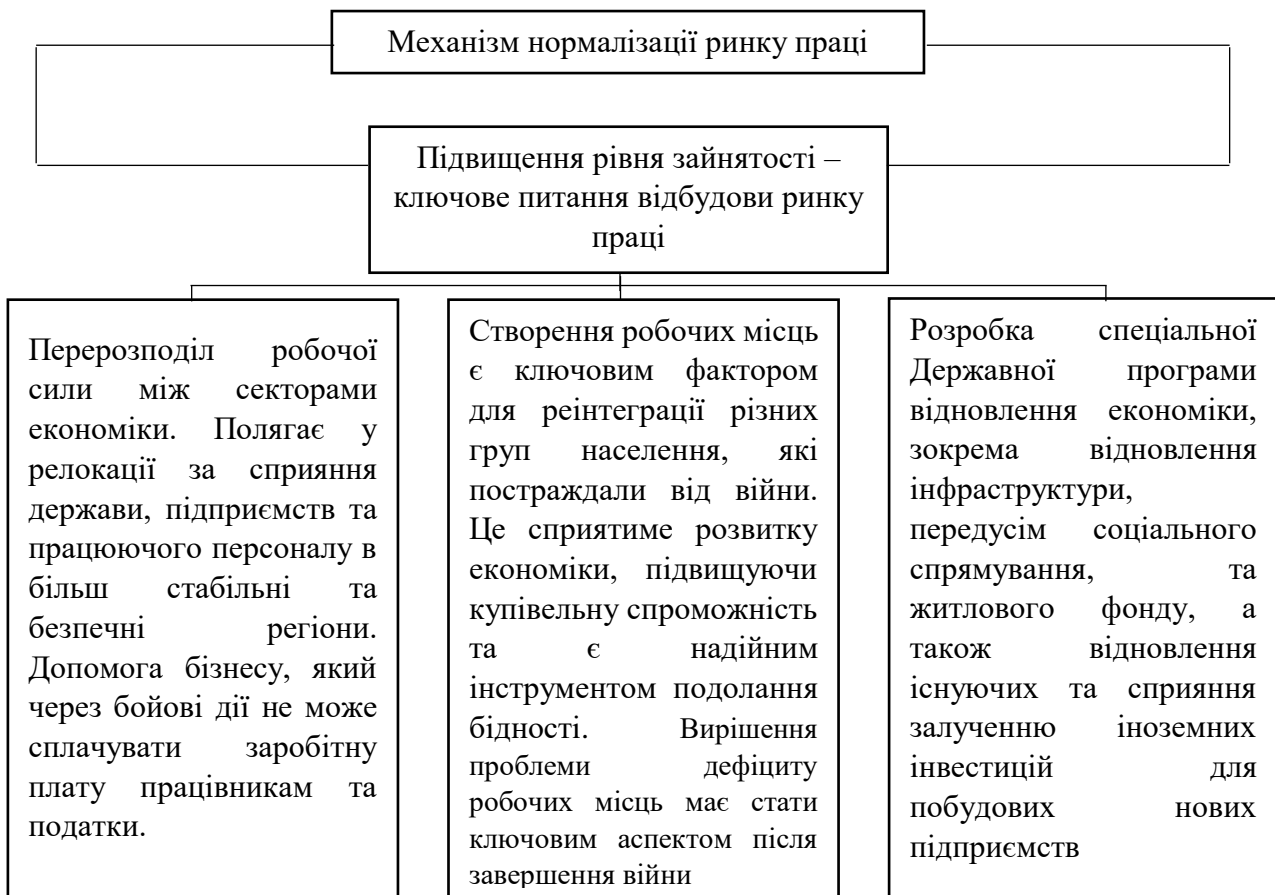 Механізм нормалізації ринку праці
Підвищення рівня зайнятості –
ключове питання відбудови ринку
праці
Перерозподіл робочої
сили між секторами
економіки. Полягає у
релокації за сприяння
держави, підприємств та
працюючого персоналу в
більш стабільні та
безпечні регіони.
Допомога бізнесу, який
через бойові дії не може
сплачувати заробітну
плату працівникам та
податки.
Створення робочих місць
є ключовим фактором
для реінтеграції різних
груп населення, які
постраждали від війни.
Це сприятиме розвитку
економіки, підвищуючи
купівельну спроможність
та є надійним
інструментом подолання
бідності. Вирішення
проблеми дефіциту
робочих місць має стати
ключовим аспектом після
завершення війни
Розробка спеціальної
Державної програми
відновлення економіки,
зокрема відновлення
інфраструктури,
передусім соціального
спрямування, та
житлового фонду, а
також відновлення
існуючих та сприяння
залученню іноземних
інвестицій для
побудових нових
підприємств